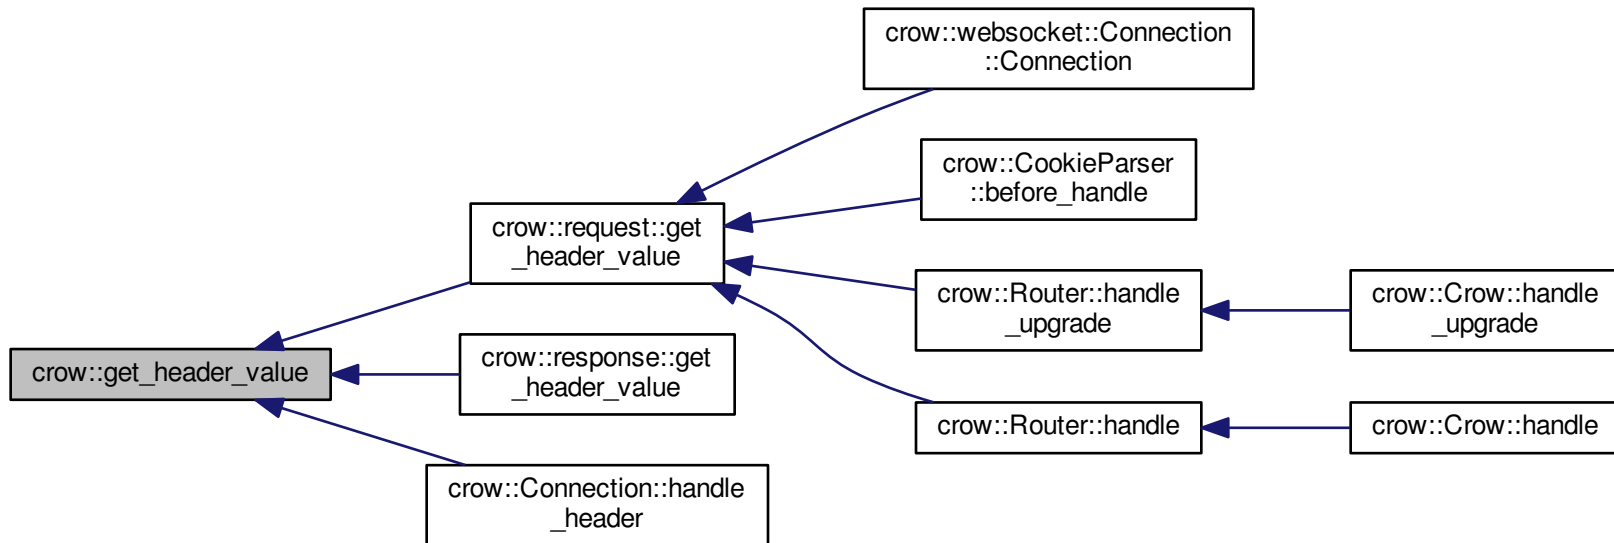 crow::websocket::Connection
::Connection
crow::CookieParser
::before_handle
crow::request::get
_header_value
crow::Router::handle
_upgrade
crow::Crow::handle
_upgrade
crow::response::get
_header_value
crow::get_header_value
crow::Router::handle
crow::Crow::handle
crow::Connection::handle
_header